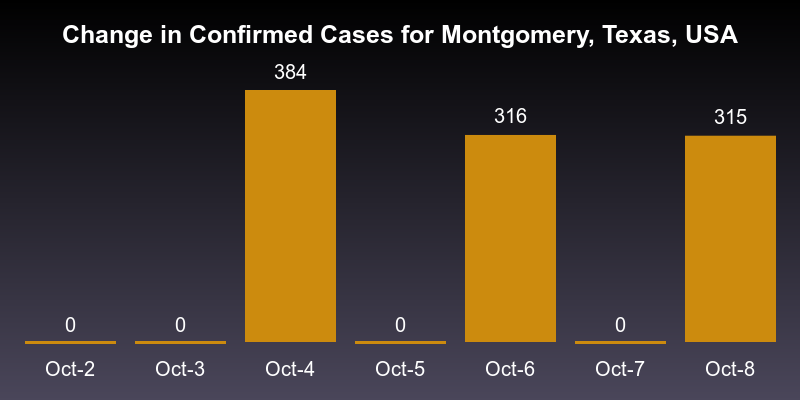 Change in Confirmed Cases for Montgomery, Texas, USA
384
316
315
0
0
0
0
Oct-2
Oct-3
Oct-4
Oct-5
Oct-6
Oct-7
Oct-8